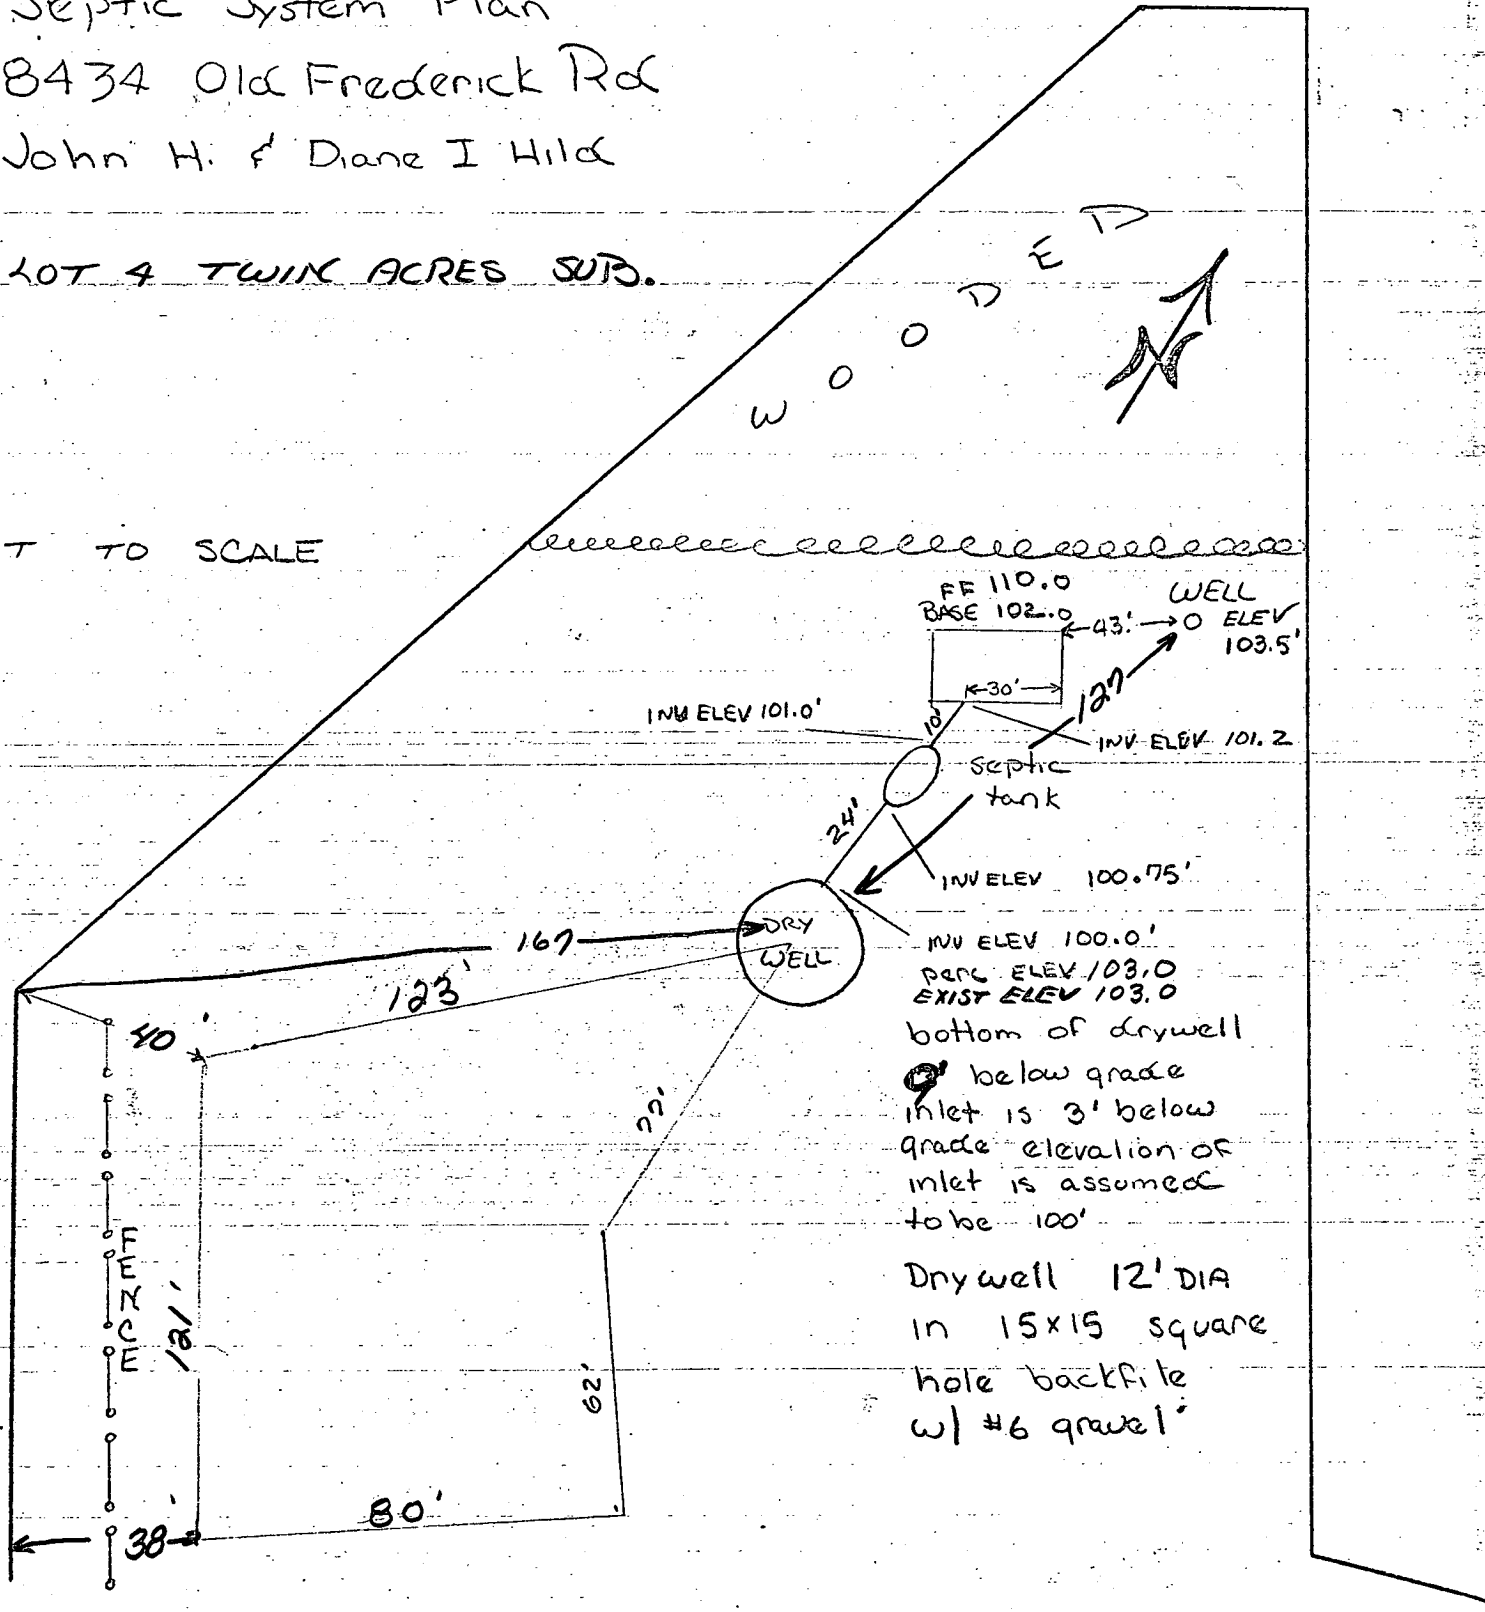 Septic System Plan
8434 Old Frederick Rd
John H. & Diane I Hild
LOT 4 TWIN ACRES SUB.
WOODED
N
T TO SCALE
FF 110.0
BASE 102.0
WELL
ELEV
103.5'
43'
30'
127
INV ELEV 101.0'
10'
INV ELEV 101.2
septic
tank
24'
INV ELEV 100.75'
DRY
WELL
167
123'
40'
INV ELEV 100.0'
perc ELEV 103.0
EXIST ELEV 103.0
bottom of drywell
9' below grade
inlet is 3' below
grade elevation of
inlet is assumed
to be 100'
Drywell 12' DIA
in 15x15 square
hole backfile
w/ #6 gravel
77'
FENCE
121'
62'
80'
38'